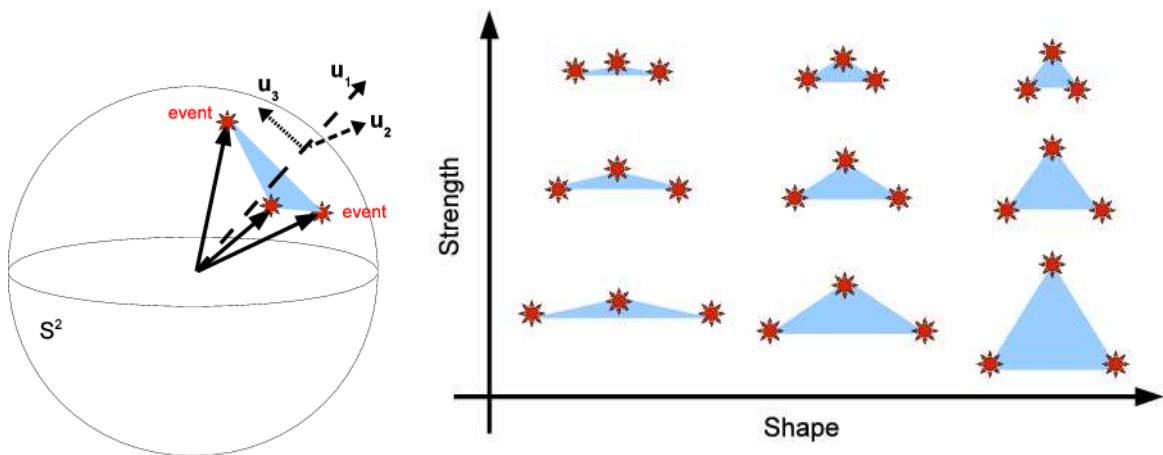 event
u₃
u₁
u₂
event
S²
Strength
Shape